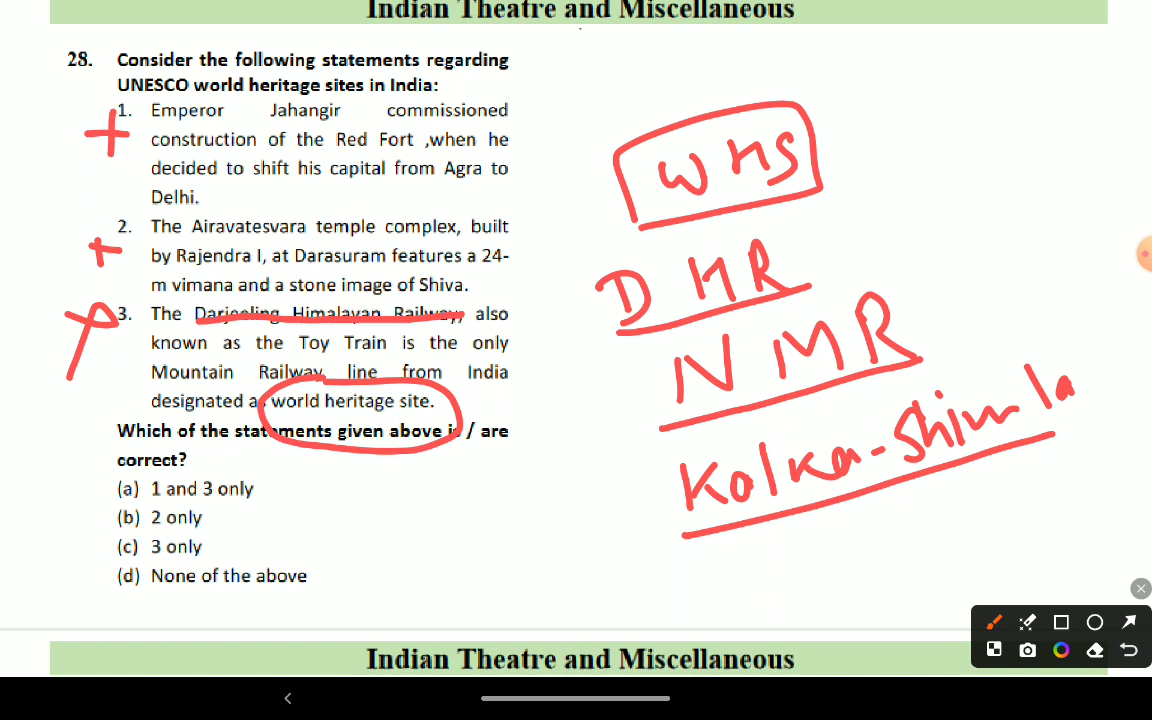 Indian Theatre and Miscellaneous
28. Consider the following statements regarding
UNESCO world heritage sites in India:
1. Emperor Jahangir commissioned
construction of the Red Fort ,when he
decided to shift his capital from Agra to
Delhi.
2. The Airavatesvara temple complex, built
by Rajendra I, at Darasuram features a 24-
m vimana and a stone image of Shiva.
3. The Darjeeling Himalayan Railway, also
known as the Toy Train is the only
Mountain Railway line from India
designated as world heritage site.
Which of the statements given above is / are
correct?
(a) 1 and 3 only
(b) 2 only
(c) 3 only
(d) None of the above
WHS
DHR
NMR
Kalka-Shimla
Indian Theatre and Miscellaneous